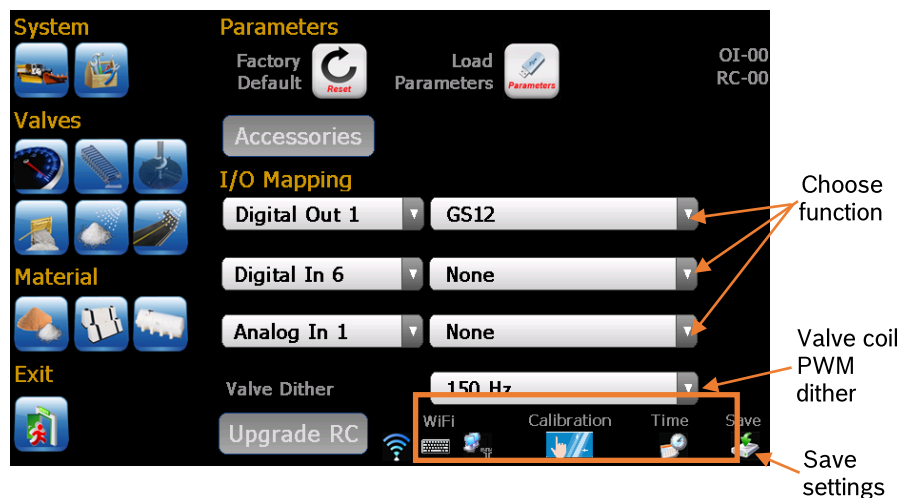 System
Parameters
Factory
Default
Reset
Load
Parameters
Parameters
OI-00
RC-00
Valves
Accessories
I/O Mapping
Digital Out 1
GS12
Choose
function
Material
Digital In 6
None
Analog In 1
None
Valve coil
PWM
dither
Exit
Valve Dither
150 Hz
Upgrade RC
WiFi
Calibration
Time
Save
Save
settings